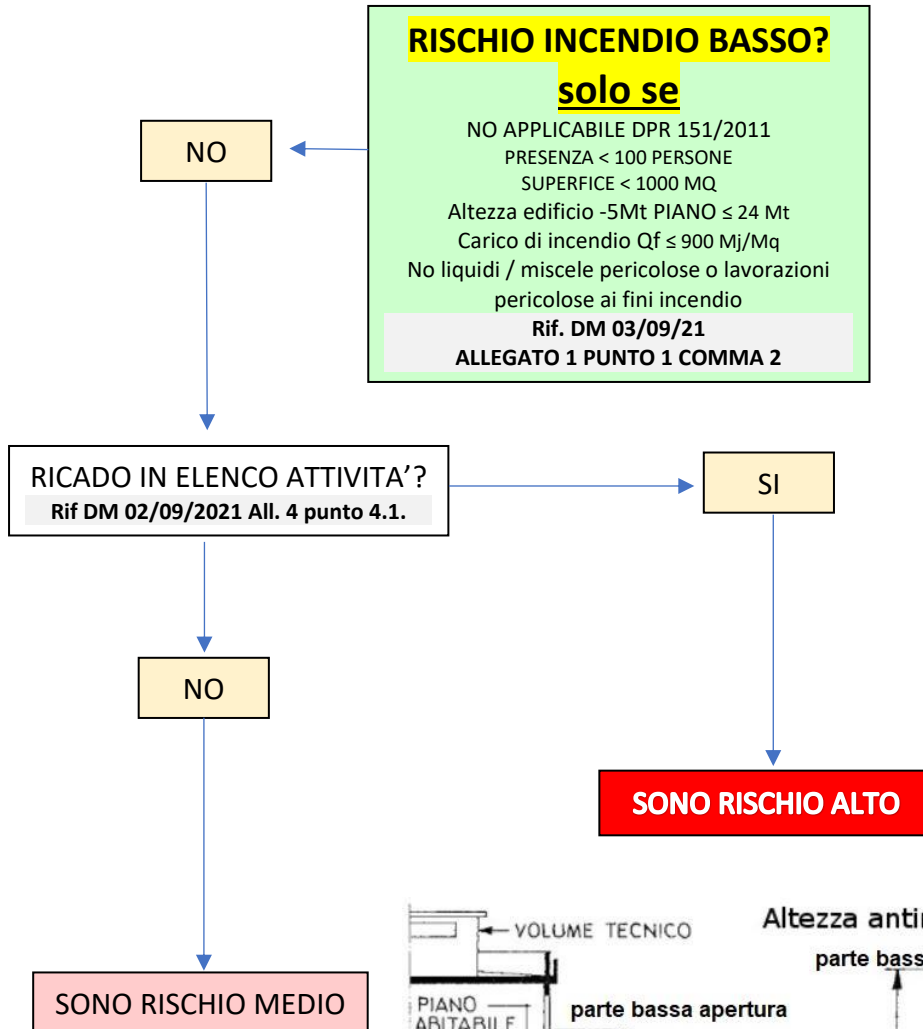 RISCHIO INCENDIO BASSO?
solo se
NO APPLICABILE DPR 151/2011
PRESENZA < 100 PERSONE
SUPERFICE < 1000 MQ
Altezza edificio -5Mt PIANO ≤ 24 Mt
Carico di incendio Qf ≤ 900 Mj/Mq
No liquidi / miscele pericolose o lavorazioni
pericolose ai fini incendio
Rif. DM 03/09/21
ALLEGATO 1 PUNTO 1 COMMA 2
NO
RICADO IN ELENCO ATTIVITA’?
Rif DM 02/09/2021 All. 4 punto 4.1.
SI
NO
SONO RISCHIO ALTO
SONO RISCHIO MEDIO
VOLUME TECNICO
Altezza
PIANO
ABITABILE
parte bassa apertura
parte